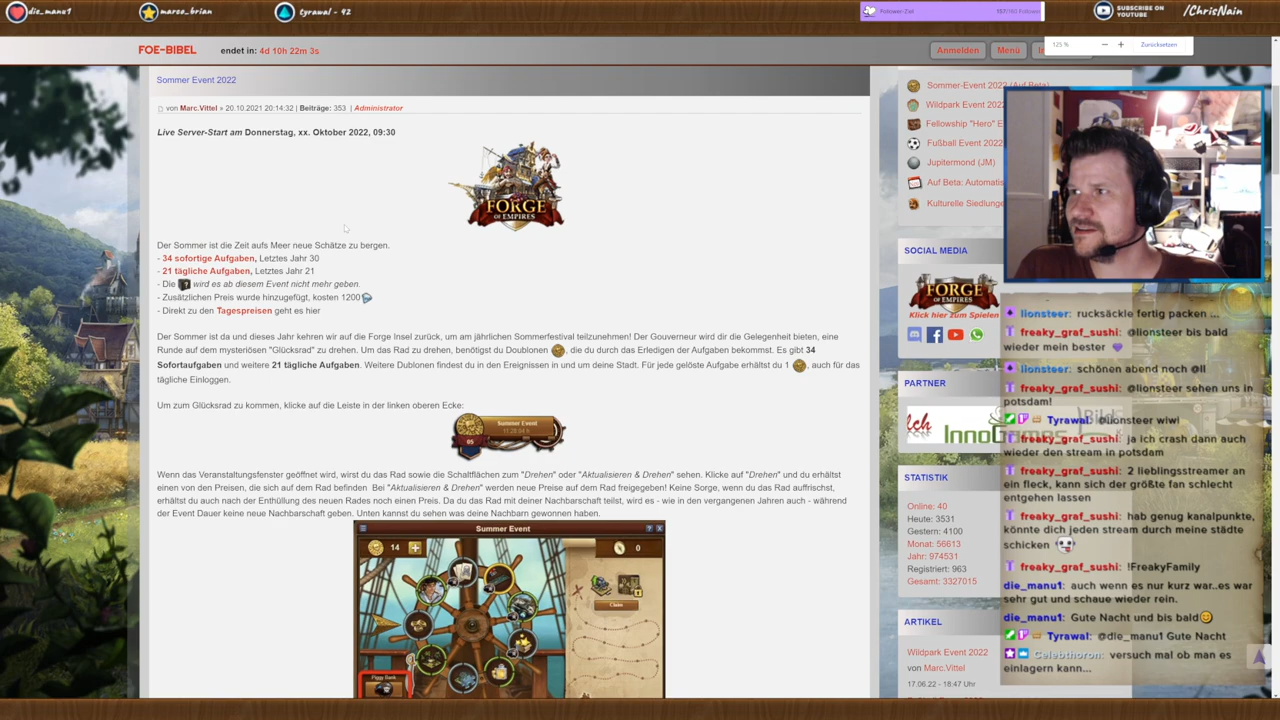 die_manu1
marco_brian
tyrawal - 42
Follower-Ziel
SUBSCRIBE ON
YOUTUBE
/ChrisNain
FOE-BIBEL
endet in: 4d 10h 22m 3s
Anmelden
Menü
125 %
Zurücksetzen
Sommer Event 2022
von Marc.Vittel » 20.10.2021 20:14:32 | Beiträge: 353 | Administrator
Live Server-Start am Donnerstag, xx. Oktober 2022, 09:30
FORGE
OF EMPIRES
Der Sommer ist die Zeit aufs Meer neue Schätze zu bergen.
- 34 sofortige Aufgaben, Letztes Jahr 30
- 21 tägliche Aufgaben, Letztes Jahr 21
- Die wird es ab diesem Event nicht mehr geben.
- Zusätzlichen Preis wurde hinzugefügt, kosten 1200
- Direkt zu den Tagespreisen geht es hier
Der Sommer ist da und dieses Jahr kehren wir auf die Forge Insel zurück, um am jährlichen Sommerfestival teilzunehmen! Der Gouverneur wird dir die Gelegenheit bieten, eine
Runde auf dem mysteriösen "Glücksrad" zu drehen. Um das Rad zu drehen, benötigst du Doublonen , die du durch das Erledigen der Aufgaben bekommst. Es gibt 34
Sofortaufgaben und weitere 21 tägliche Aufgaben. Weitere Dublonen findest du in den Ereignissen in und um deine Stadt. Für jede gelöste Aufgabe erhältst du 1 , auch für das
tägliche Einloggen.
Um zum Glücksrad zu kommen, klicke auf die Leiste in der linken oberen Ecke:
Summer Event
05
Wenn das Veranstaltungsfenster geöffnet wird, wirst du das Rad sowie die Schaltflächen zum "Drehen" oder "Aktualisieren & Drehen" sehen. Klicke auf "Drehen" und du erhältst
einen von den Preisen, die sich auf dem Rad befinden Bei "Aktualisieren & Drehen" werden neue Preise auf dem Rad freigegeben! Keine Sorge, wenn du das Rad auffrischst,
erhältst du auch nach der Enthüllung des neuen Rades noch einen Preis. Da du das Rad mit deiner Nachbarschaft teilst, wird es - wie in den vergangenen Jahren auch - während
der Event Dauer keine neue Nachbarschaft geben. Unten kannst du sehen was deine Nachbarn gewonnen haben.
Summer Event
? X
14
0
Claim
Piggy Bank
Sommer-Event 2022 (Auf Beta)
Wildpark Event 2022
Fellowship "Hero" E
Fußball Event 2022
Jupitermond (JM)
Auf Beta: Automatis
Kulturelle Siedlunge
SOCIAL MEDIA
FORGE
OF EMPIRES
Klick hier zum Spielen
PARTNER
InnoGames
STATISTIK
Online: 40
Heute: 3531
Gestern: 4100
Monat: 56613
Jahr: 974531
Registriert: 963
Gesamt: 3327015
ARTIKEL
Wildpark Event 2022
von Marc.Vittel
17.06.22 - 18:47 Uhr
lionsteer: rucksäckle fertig packen ...
freaky_graf_sushi: @lionsteer bis bald
wieder mein bester
lionsteer: schönen abend noch @ll
freaky_graf_sushi: @lionsteer sehen uns in
potsdam!
Tyrawal: @lionsteer wiwi
freaky_graf_sushi: ja ich crash dann auch
wieder den stream in potsdam
freaky_graf_sushi: 2 lieblingsstreamer an
ein fleck, kann sich der größte fan schlecht
entgehen lassen
freaky_graf_sushi: hab genug kanalpunkte,
könnte dich jeden stream durch meine städte
schicken
freaky_graf_sushi: !FreakyFamily
die_manu1: auch wenn es nur kurz war..es war
sehr gut und schaue wieder rein.
die_manu1: Gute Nacht und bis bald
Tyrawal: @die_manu1 Gute Nacht
Celebthoron: versuch mal ob man es
einlagern kann...